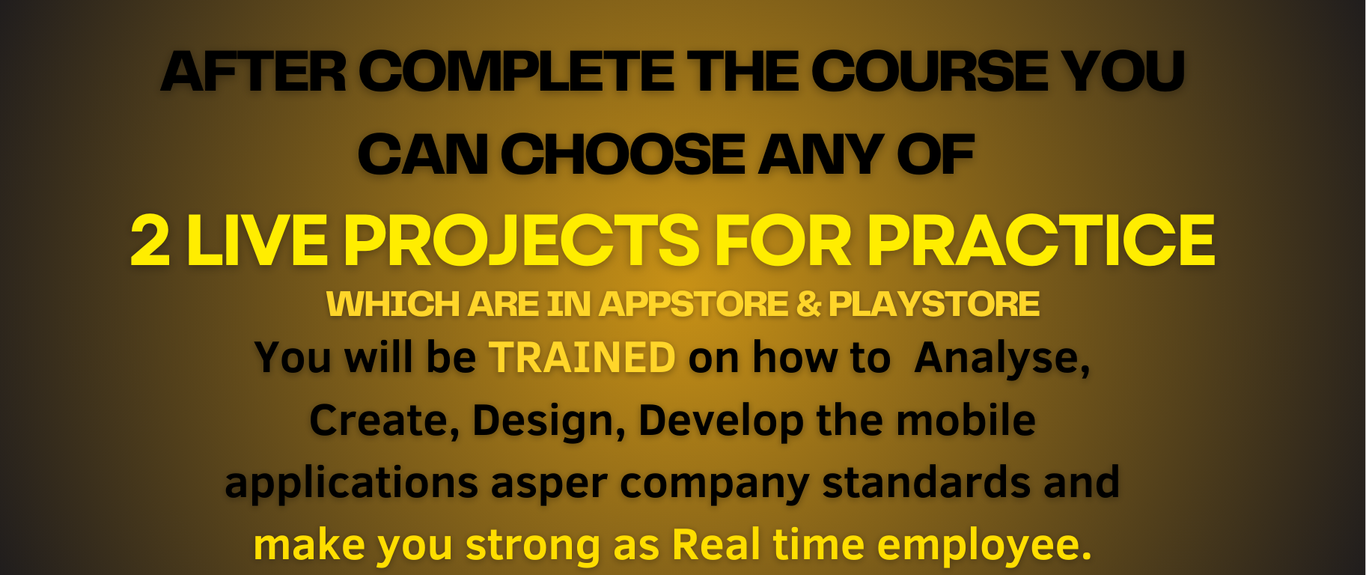 AFTER COMPLETE THE COURSE YOU
CAN CHOOSE ANY OF
2 LIVE PROJECTS FOR PRACTICE
WHICH ARE IN APPSTORE & PLAYSTORE
You will be TRAINED on how to  Analyse,
Create, Design, Develop the mobile
applications asper company standards and
make you strong as Real time employee.